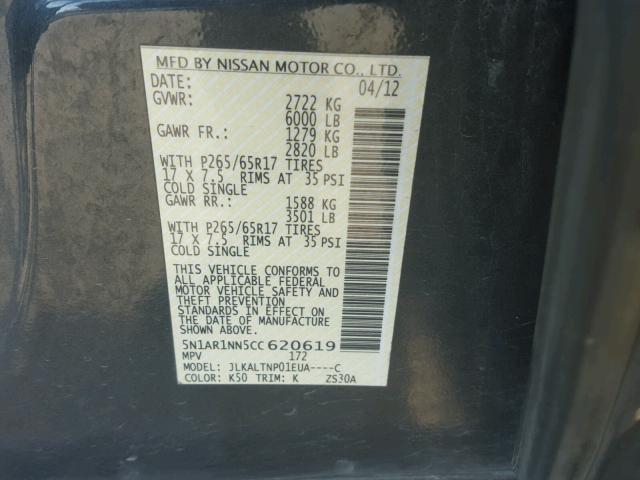 MFD BY NISSAN MOTOR CO., LTD.
DATE: 04/12
GVWR: 2722 KG
6000 LB
GAWR FR.: 1279 KG
2820 LB
WITH P265/65R17 TIRES
17 X 7.5 RIMS AT 35 PSI
COLD SINGLE
GAWR RR.: 1588 KG
3501 LB
WITH P265/65R17 TIRES
17 X 7.5 RIMS AT 35 PSI
COLD SINGLE
THIS VEHICLE CONFORMS TO
ALL APPLICABLE FEDERAL
MOTOR VEHICLE SAFETY AND
THEFT PREVENTION
STANDARDS IN EFFECT ON
THE DATE OF MANUFACTURE
SHOWN ABOVE.
5N1AR1NN5CC620619
MPV 172
MODEL: JLKALTNP01EUA----C
COLOR: K50 TRIM: K ZS30A